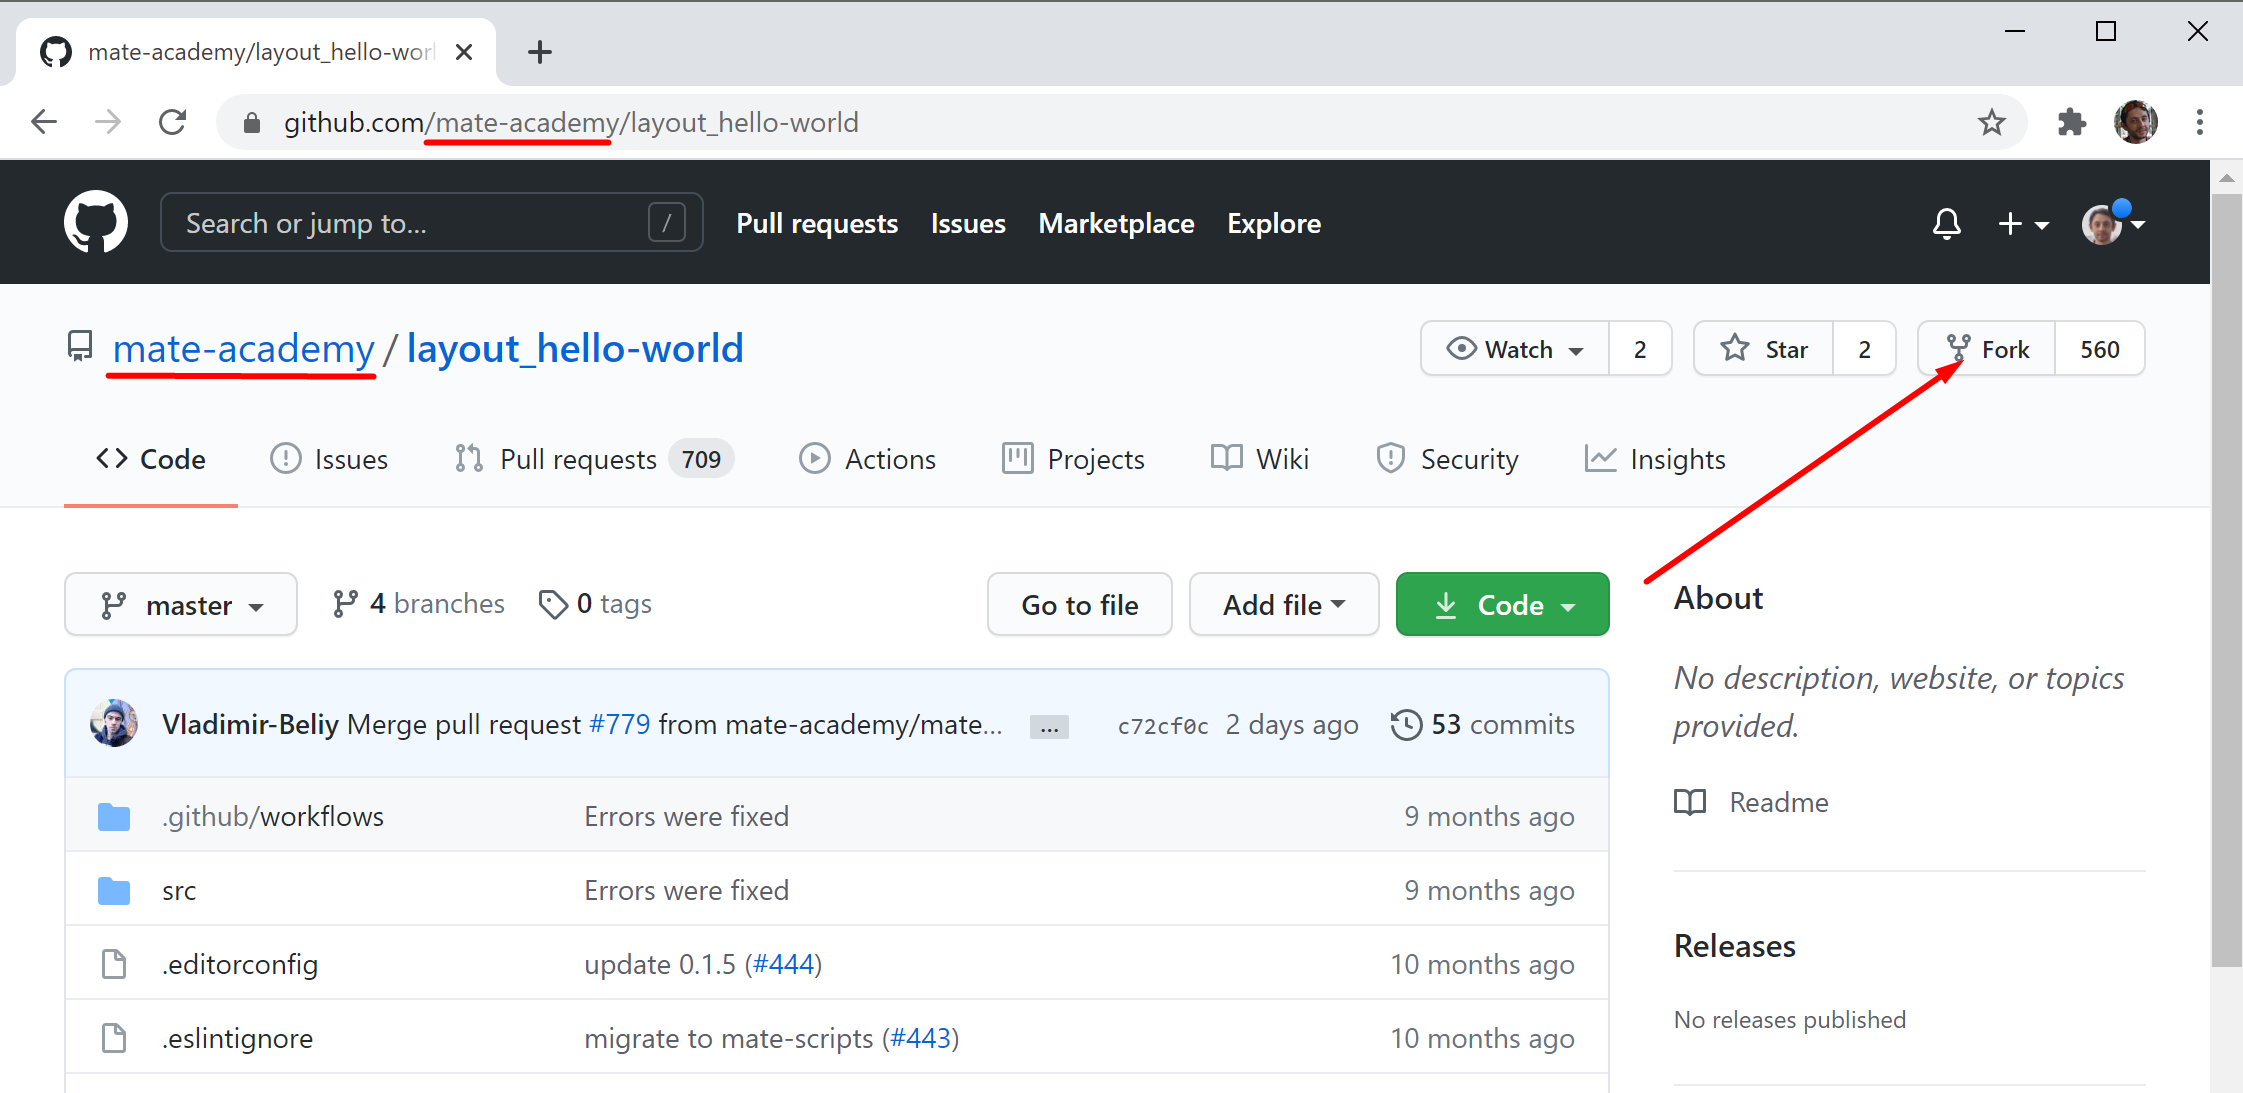 mate-academy/layout_hello-worl
github.com/mate-academy/layout_hello-world
Search or jump to... / Pull requests Issues Marketplace Explore
mate-academy / layout_hello-world Watch 2 Star 2 Fork 560
Code Issues Pull requests 709 Actions Projects Wiki Security Insights
master 4 branches 0 tags Go to file Add file Code
Vladimir-Beliy Merge pull request #779 from mate-academy/mate... ... c72cf0c 2 days ago 53 commits
.github/workflows Errors were fixed 9 months ago
src Errors were fixed 9 months ago
.editorconfig update 0.1.5 (#444) 10 months ago
.eslintignore migrate to mate-scripts (#443) 10 months ago
About
No description, website, or topics
provided.
Readme
Releases
No releases published